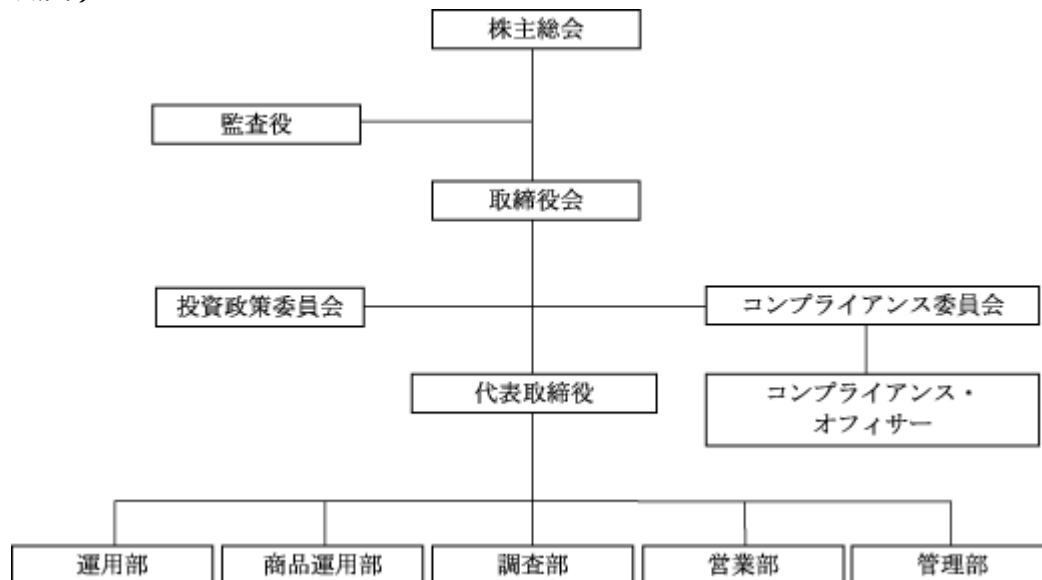 株主総会
監査役
取締役会
投資政策委員会
コンプライアンス委員会
代表取締役
コンプライアンス・
オフィサー
運用部
商品運用部
調査部
営業部
管理部